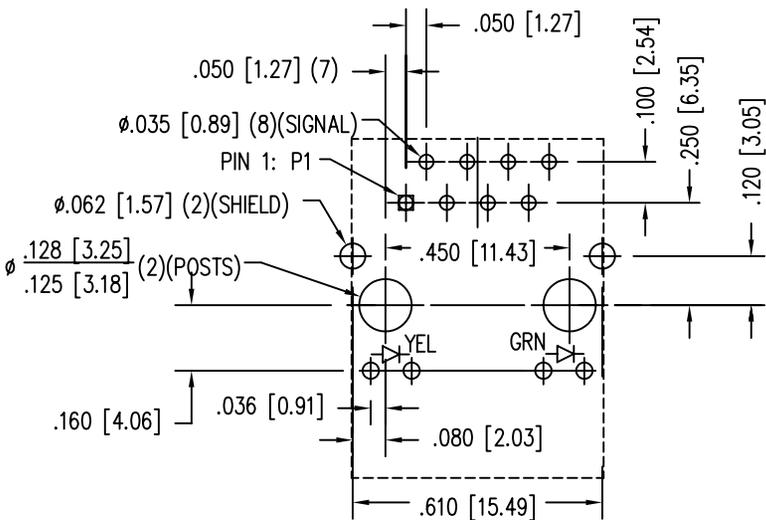 .050 [1.27]
.050 [1.27] (7)
.100 [2.54]
.250 [6.35]
.120 [3.05]
ø.035 [0.89] (8)(SIGNAL)
PIN 1: P1
ø.062 [1.57] (2)(SHIELD)
.450 [11.43]
ø .128 [3.25]
.125 [3.18] (2)(POSTS)
YEL
GRN
.036 [0.91]
.160 [4.06]
.080 [2.03]
.610 [15.49]